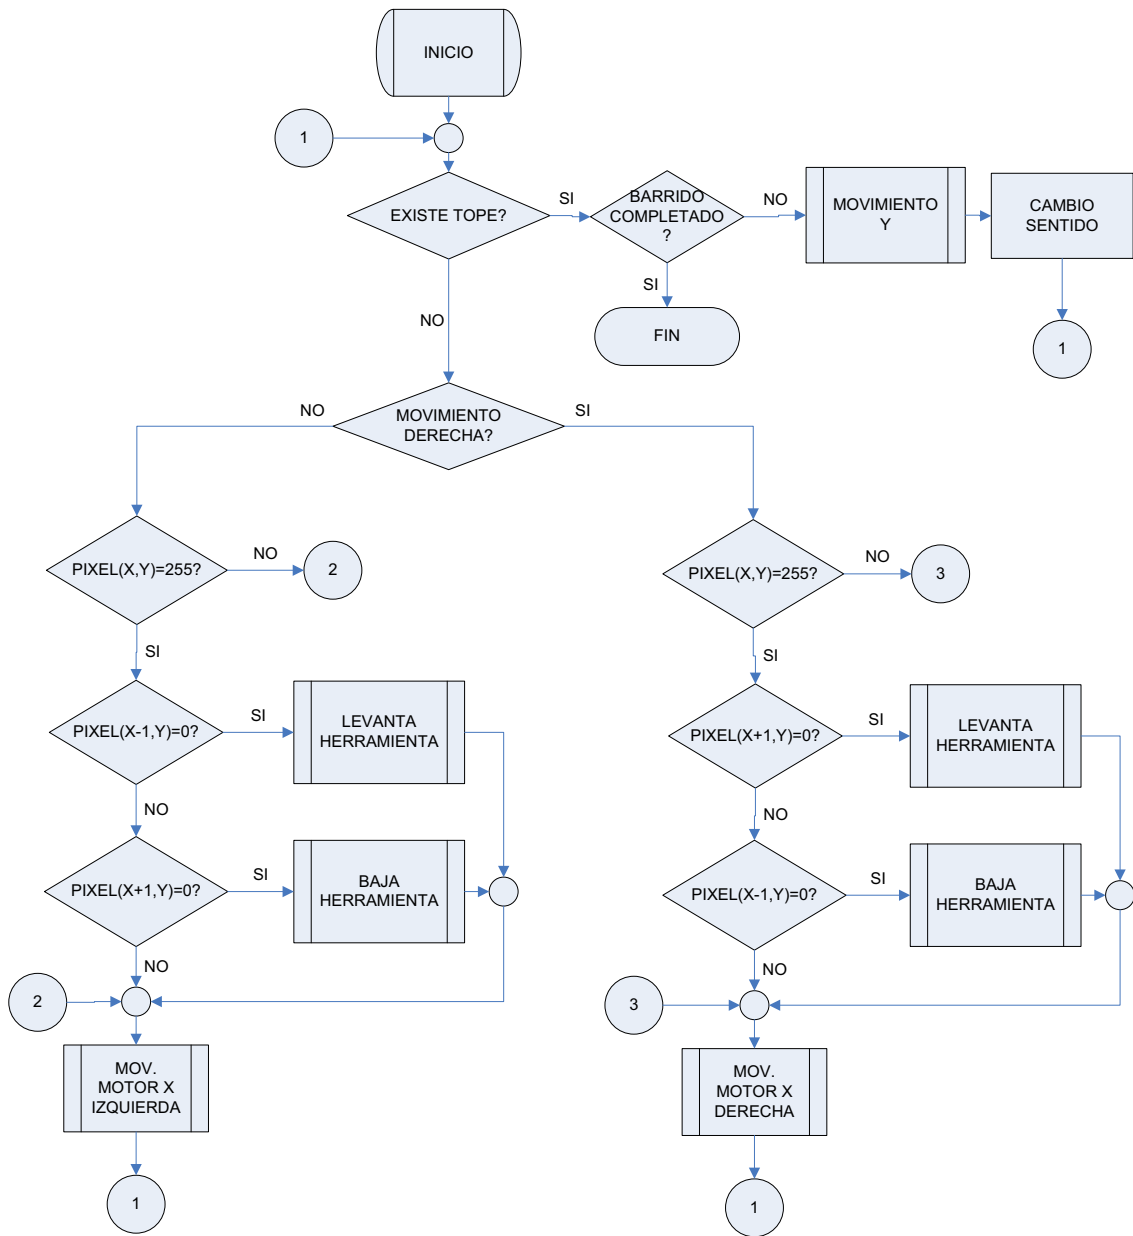 INICIO
1
EXISTE TOPE?
SI
BARRIDO
COMPLETADO
?
NO
MOVIMIENTO
Y
CAMBIO
SENTIDO
SI
NO
FIN
1
NO
MOVIMIENTO
DERECHA?
SI
PIXEL(X,Y)=255?
NO
2
PIXEL(X,Y)=255?
NO
3
SI
SI
PIXEL(X-1,Y)=0?
SI
LEVANTA
HERRAMIENTA
PIXEL(X+1,Y)=0?
SI
LEVANTA
HERRAMIENTA
NO
NO
PIXEL(X+1,Y)=0?
SI
BAJA
HERRAMIENTA
PIXEL(X-1,Y)=0?
SI
BAJA
HERRAMIENTA
NO
NO
2
3
MOV.
MOTOR X
IZQUIERDA
MOV.
MOTOR X
DERECHA
1
1